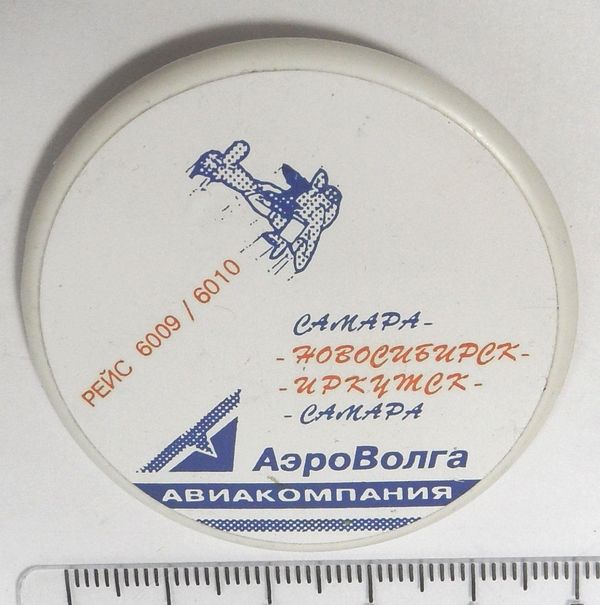 РЕЙС 6009 / 6010
САМАРА-
-НОВОСИБИРСК-
-ИРКУТСК-
-САМАРА
АэроВолга
АВИАКОМПАНИЯ